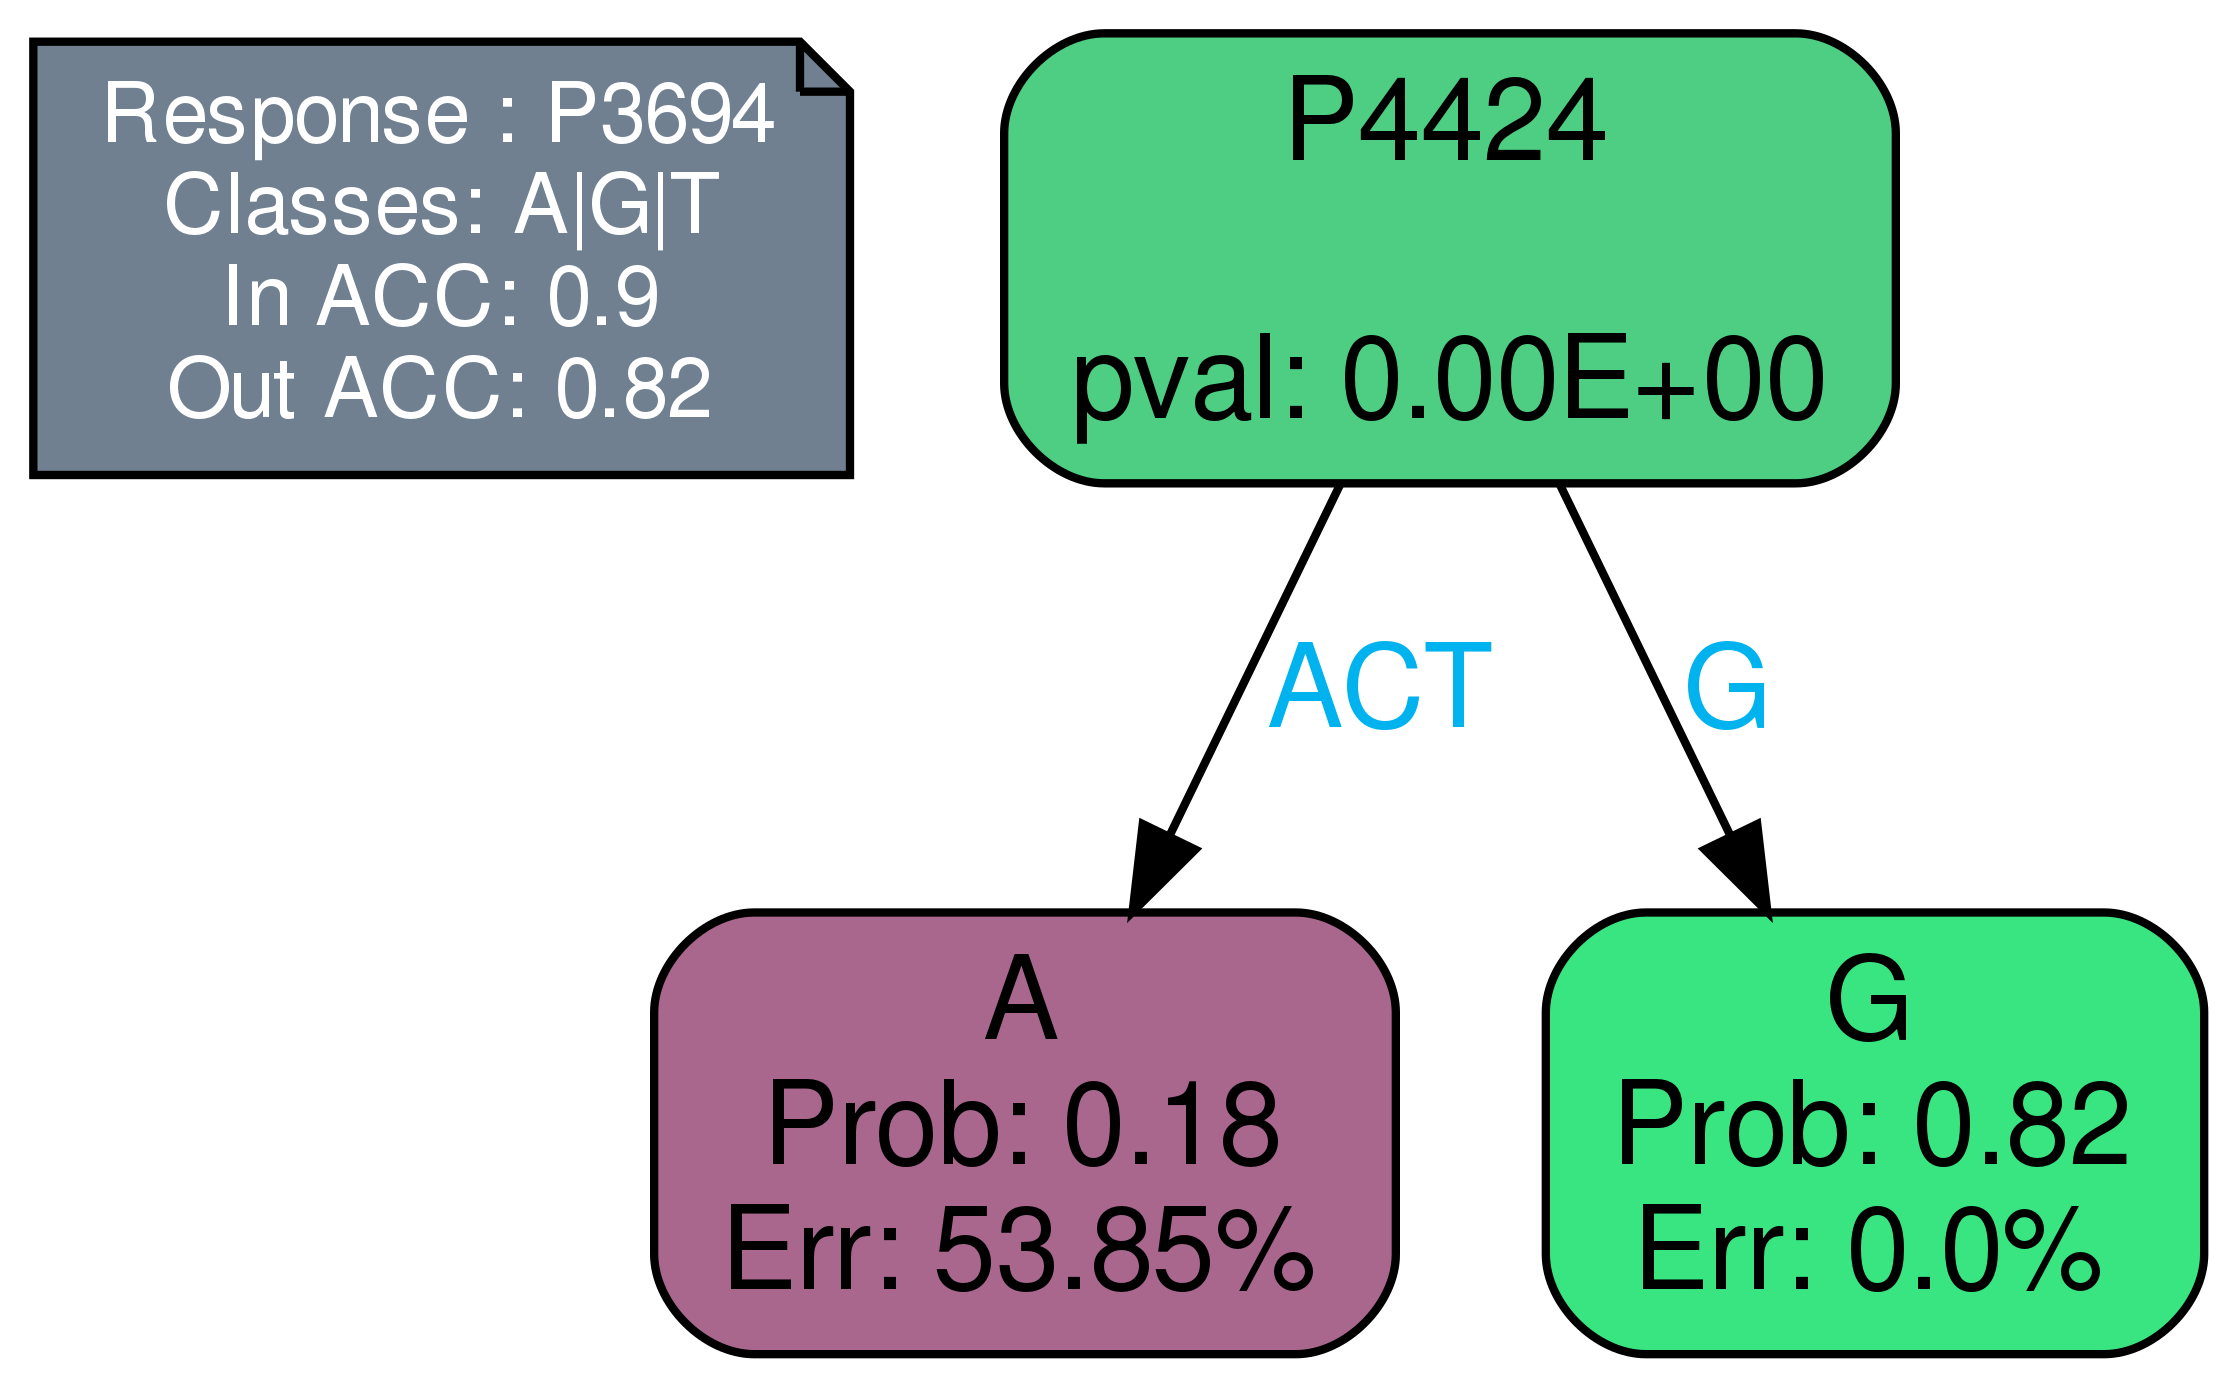 Response : P3694
Classes: A|G|T
In ACC: 0.9
Out ACC: 0.82
P4424
pval: 0.00E+00
ACT
G
A
Prob: 0.18
Err: 53.85%
G
Prob: 0.82
Err: 0.0%